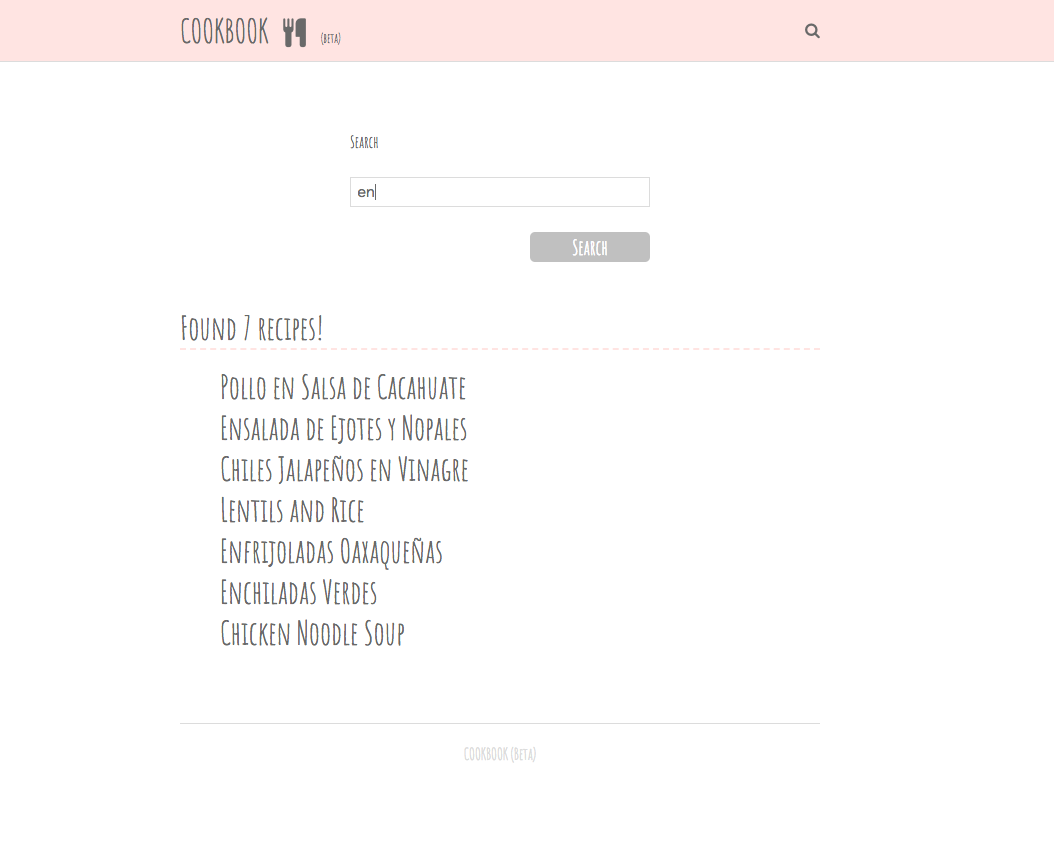 COOKBOOK (Beta)
Search
en
Search
Found 7 recipes!
Pollo en Salsa de Cacahuate
Ensalada de Ejotes y Nopales
Chiles Jalapeños en Vinagre
Lentils and Rice
Enfrijoladas Oaxaqueñas
Enchiladas Verdes
Chicken Noodle Soup
COOKBOOK (Beta)